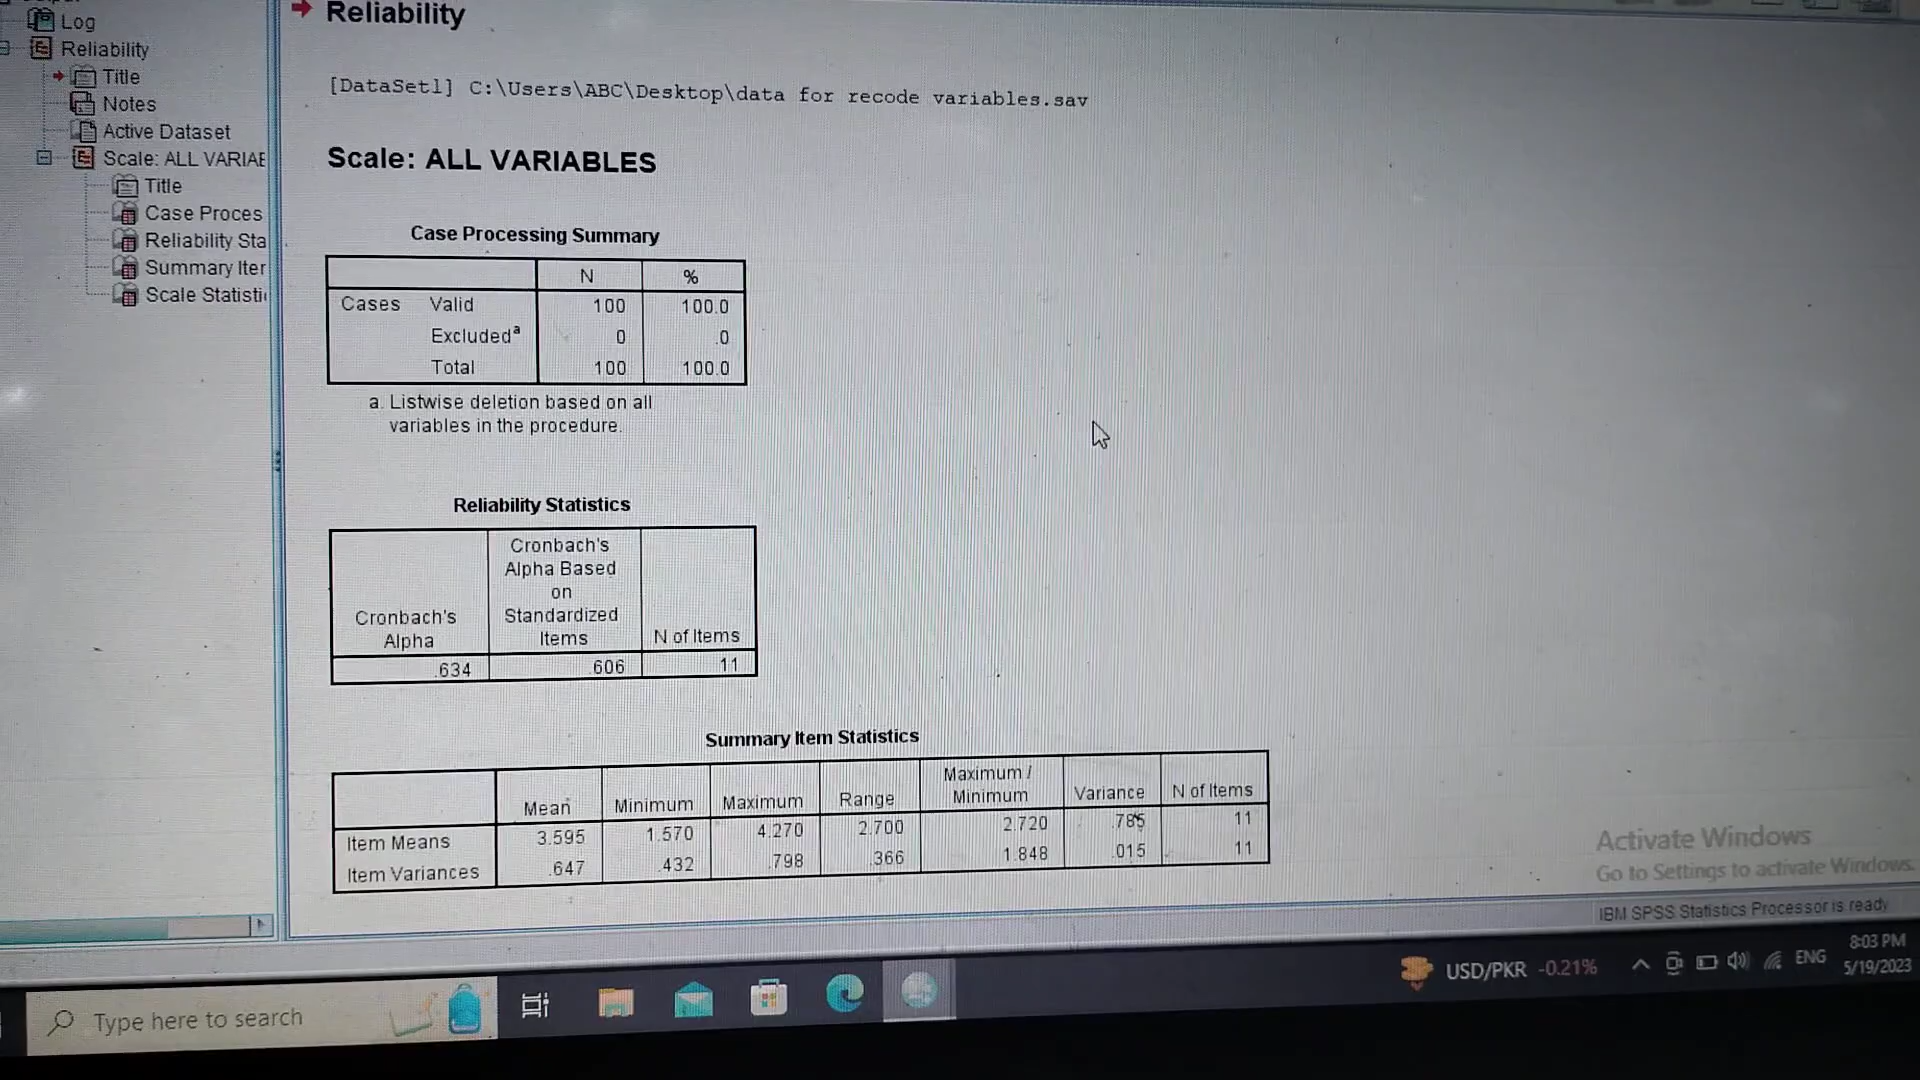 Log
Reliability
Title
Notes
Active Dataset
Scale: ALL VARIAE
Title
Case Proces
Reliability Sta
Summary Iter
Scale Statisti
Reliability
[DataSet1] C:\Users\ABC\Desktop\data for recode variables.sav
Scale: ALL VARIABLES
Case Processing Summary
N %
Cases Valid 100 100.0
Excludedª 0 .0
Total 100 100.0
a. Listwise deletion based on all
variables in the procedure.
Reliability Statistics
Cronbach's Alpha Cronbach's Alpha Based on Standardized Items N of Items
.634 .606 11
Summary Item Statistics
Mean Minimum Maximum Range Maximum / Minimum Variance N of Items
Item Means 3.595 1.570 4.270 2.700 2.720 .785 11
Item Variances .647 .432 .798 .366 1.848 .015 11
Activate Windows
Go to Settings to activate Windows.
IBM SPSS Statistics Processor is ready
Type here to search
USD/PKR -0.21%
ENG
8:03 PM
5/19/2023